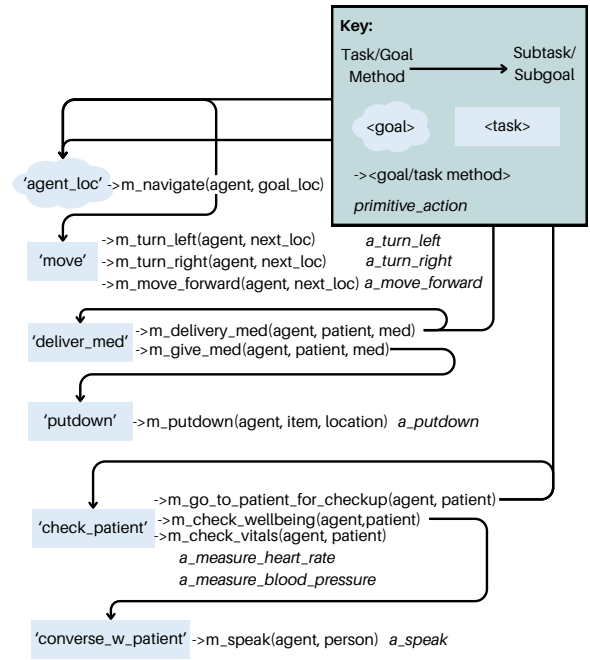 Key:
Task/Goal Method
Subtask/ Subgoal
<goal>
<task>
-><goal/task method>
primitive_action
'agent_loc' ->m_navigate(agent, goal_loc)
'move'
->m_turn_left(agent, next_loc) a_turn_left
->m_turn_right(agent, next_loc) a_turn_right
->m_move_forward(agent, next_loc) a_move_forward
'deliver_med'
->m_delivery_med(agent, patient, med)
->m_give_med(agent, patient, med)
'putdown' ->m_putdown(agent, item, location) a_putdown
'check_patient'
->m_go_to_patient_for_checkup(agent, patient)
->m_check_wellbeing(agent,patient)
->m_check_vitals(agent, patient)
a_measure_heart_rate
a_measure_blood_pressure
'converse_w_patient' ->m_speak(agent, person) a_speak